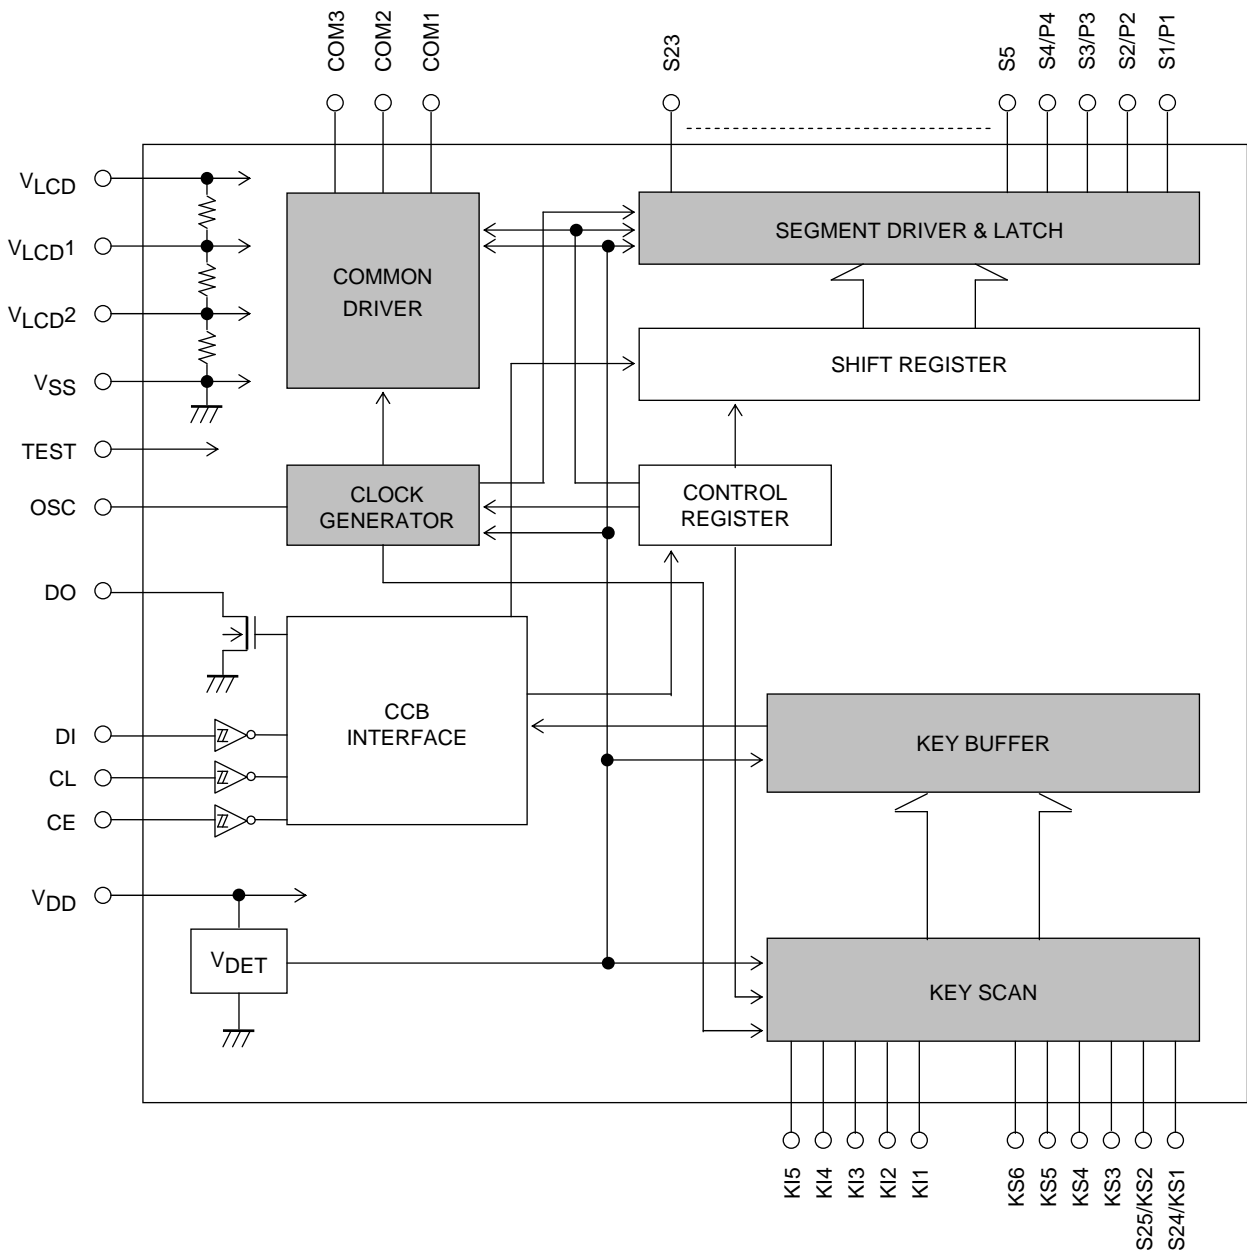 COM3
COM2
COM1
S23
S5
S4/P4
S3/P3
S2/P2
S1/P1
VLCD
VLCD1
VLCD2
VSS
TEST
OSC
DO
DI
CL
CE
VDD
COMMON
DRIVER
SEGMENT DRIVER & LATCH
SHIFT REGISTER
CLOCK
GENERATOR
CONTROL
REGISTER
CCB
INTERFACE
KEY BUFFER
VDET
KEY SCAN
KI5
KI4
KI3
KI2
KI1
KS6
KS5
KS4
KS3
S25/KS2
S24/KS1